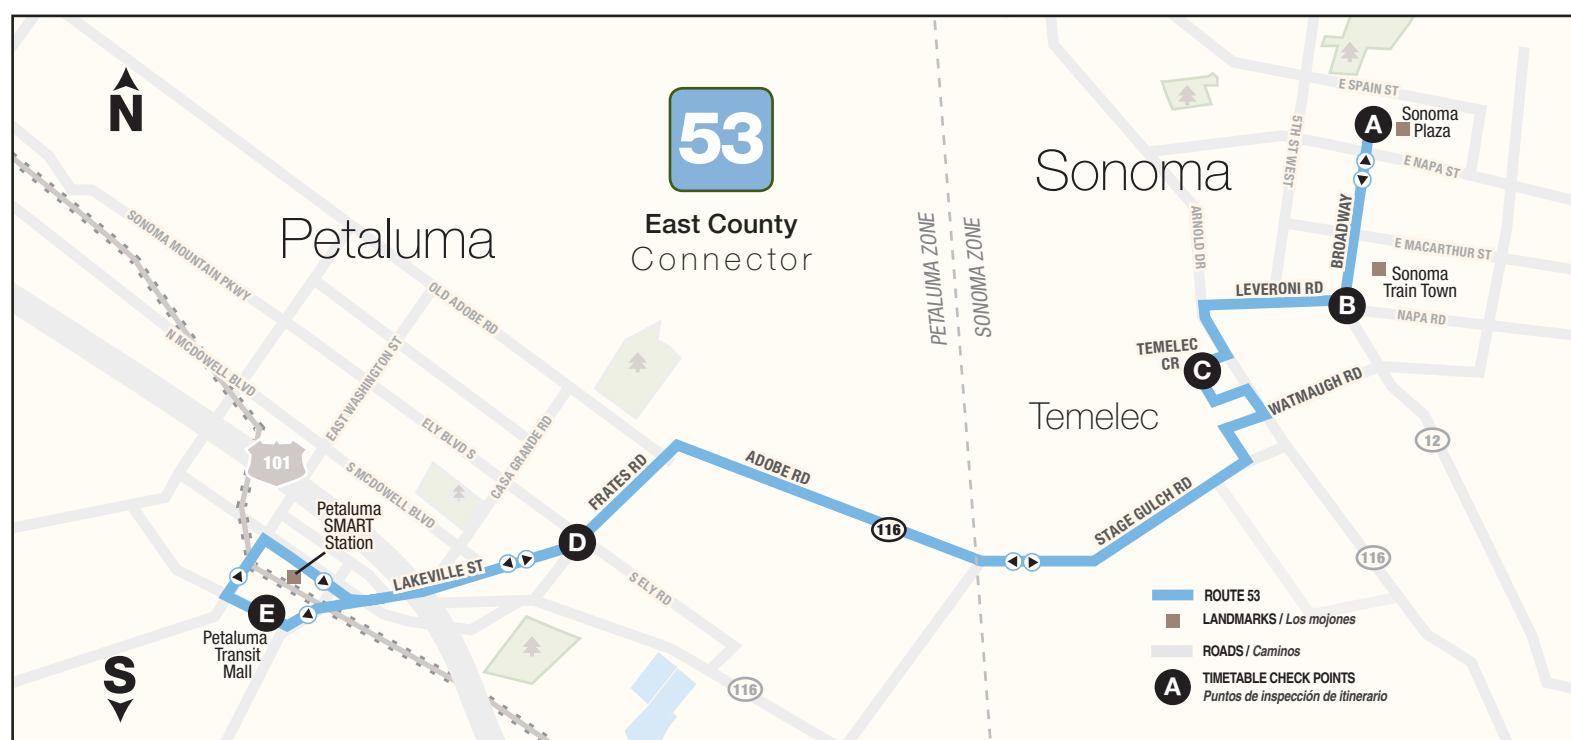 N
53
East County
Connector
Petaluma
Sonoma
Temelec
PETALUMA ZONE
SONOMA ZONE
E SPAIN ST
A
Sonoma
Plaza
5TH ST WEST
E NAPA ST
BROADWAY
E MACARTHUR ST
ARNOLD DR
Sonoma
Train Town
LEVERONI RD
B
NAPA RD
TEMELEC
CR
C
WATMAUGH RD
12
SONOMA MOUNTAIN PKWY
OLD ADOBE RD
N MCDOWELL BLVD
EAST WASHINGTON ST
ELY BLVD S
CASA GRANDE RD
101
S MCDOWELL BLVD
FRATES RD
ADOBE RD
116
STAGE GULCH RD
116
Petaluma
SMART
Station
D
LAKEVILLE ST
S ELY RD
E
Petaluma
Transit
Mall
116
S
ROUTE 53
LANDMARKS / Los mojones
ROADS / Caminos
A
TIMETABLE CHECK POINTS
Puntos de inspección de itinerario